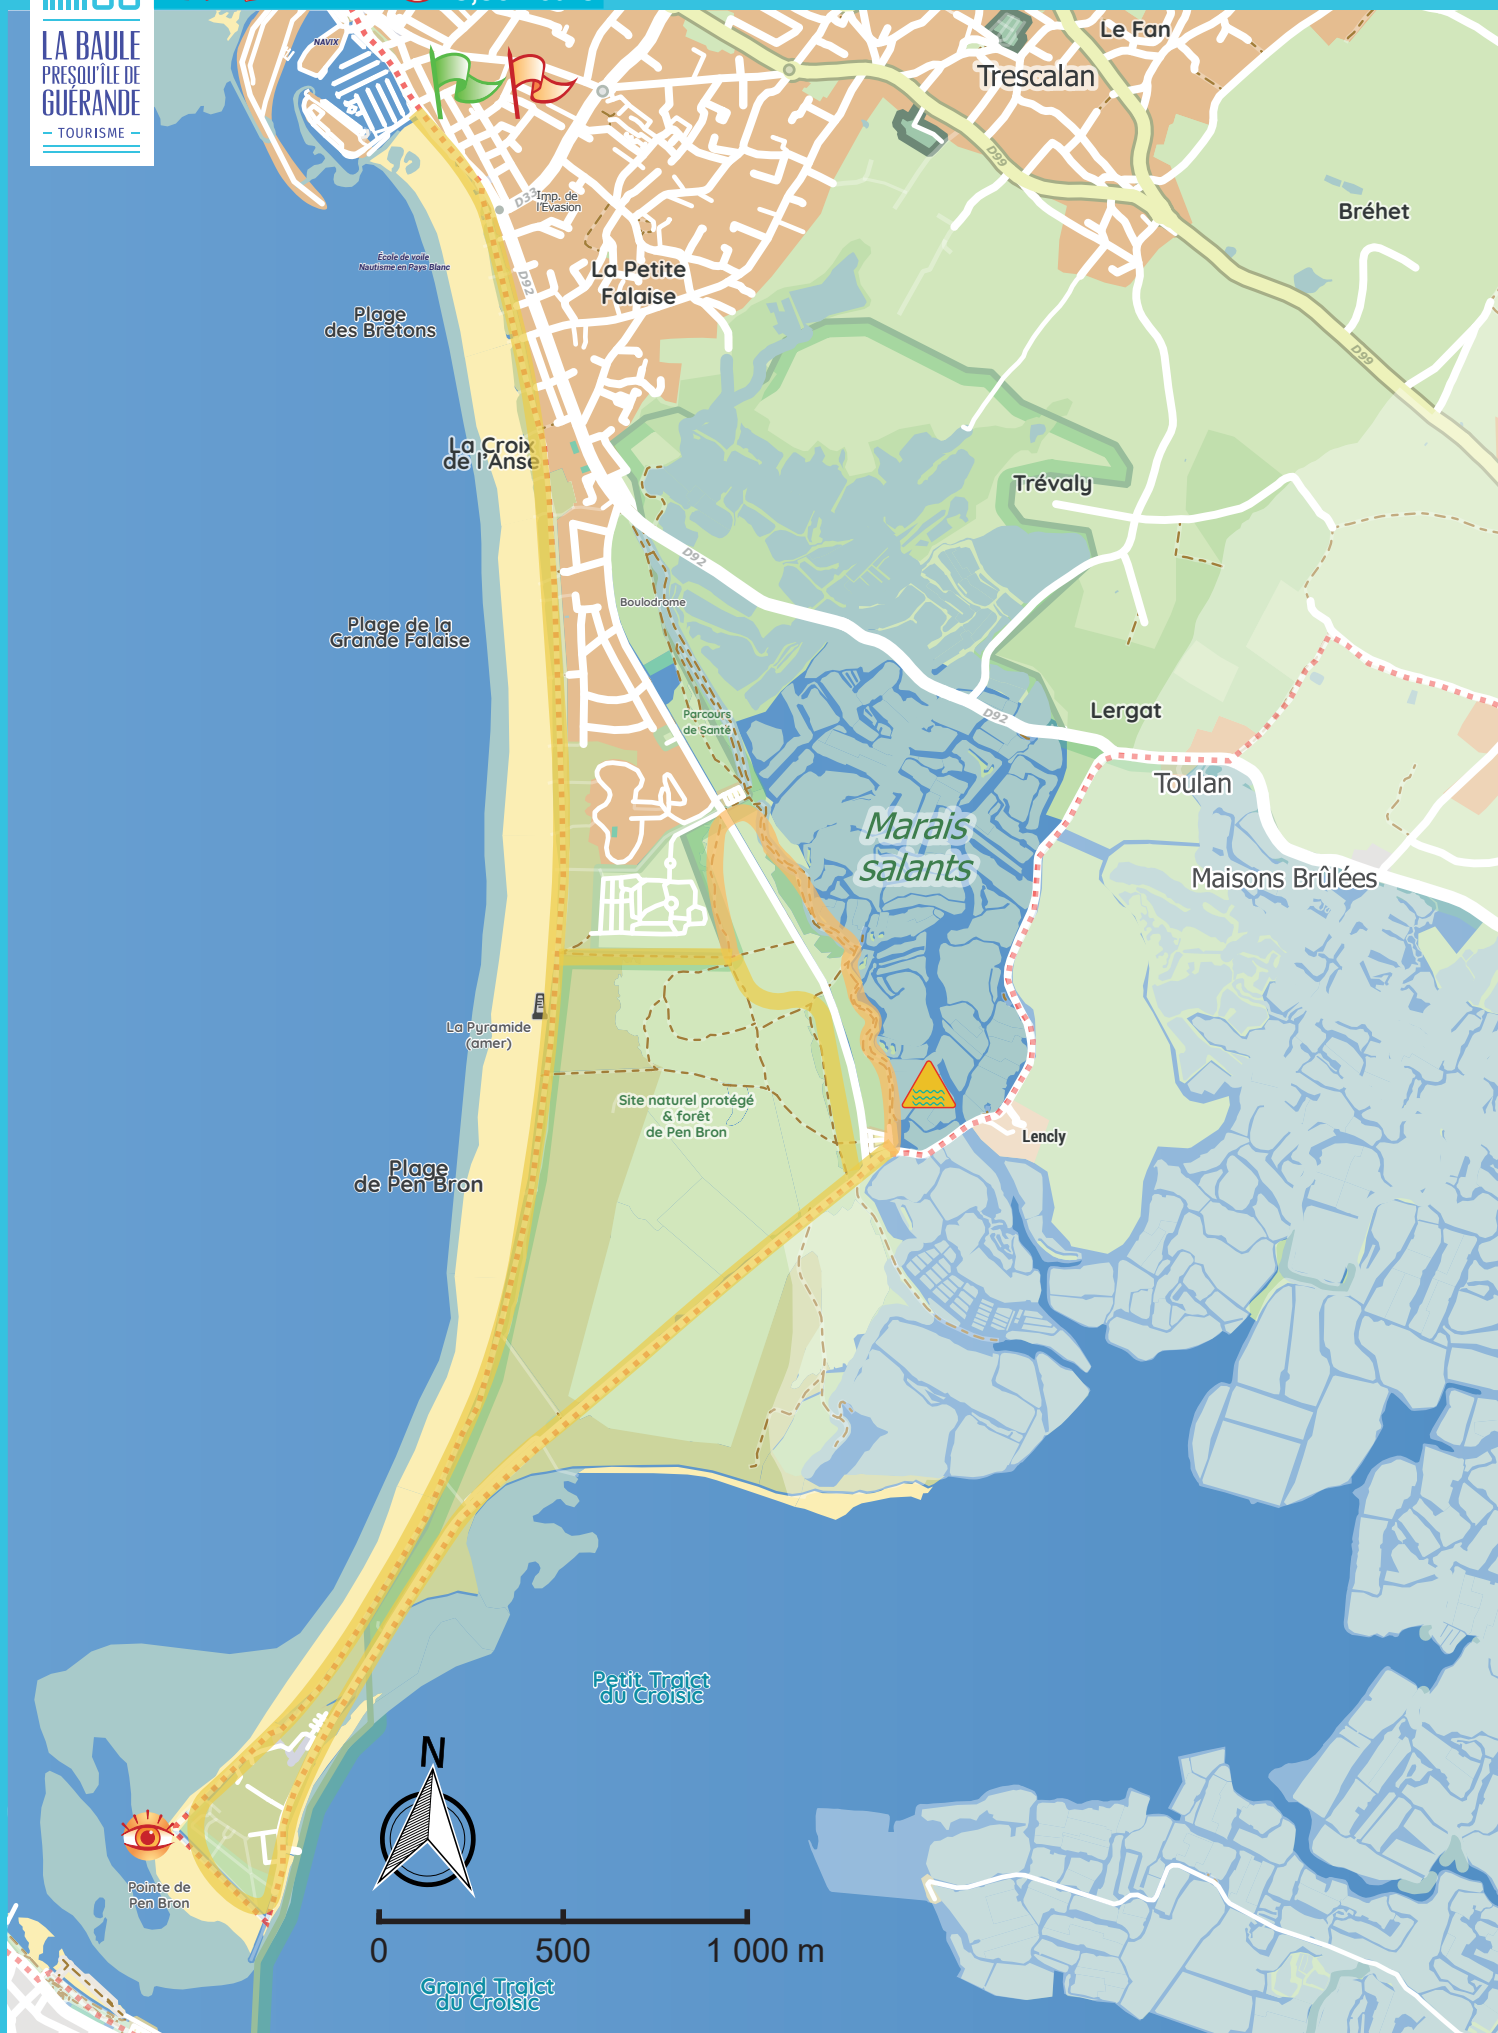 LA BAULE
PRESQU'ÎLE DE
GUÉRANDE
TOURISME
NAVIX
Le Fan
Trescalan
D99
Bréhet
D33
Imp. de
l'Evasion
École de voile
Nautisme en Pays Blanc
D92
La Petite
Falaise
Plage
des Bretons
D99
La Croix
de l'Anse
Trévaly
D92
Boulodrome
Plage de la
Grande Falaise
Parcours
de Santé
D92
Lergat
Toulan
Marais
salants
Maisons Brûlées
La Pyramide
(amer)
Site naturel protégé
& forêt
de Pen Bron
Lencly
Plage
de Pen Bron
Petit Traict
du Croisic
N
Pointe de
Pen Bron
0 500 1 000 m
Grand Traict
du Croisic